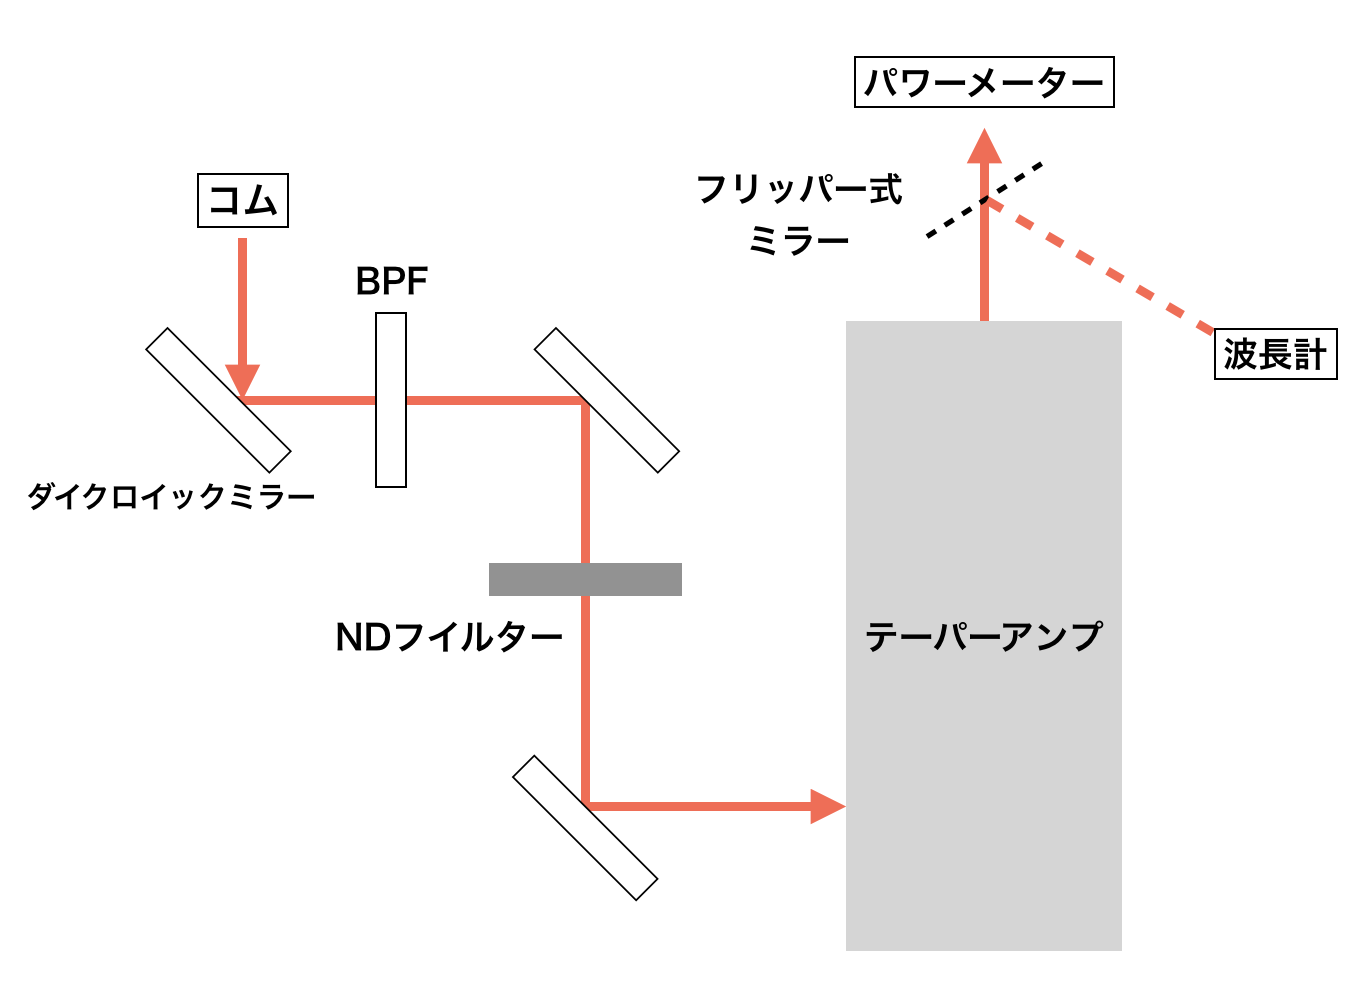 パワーメーター
コム
フリッパー式
ミラー
BPF
波長計
ダイクロイックミラー
NDフイルター
テーパーアンプ